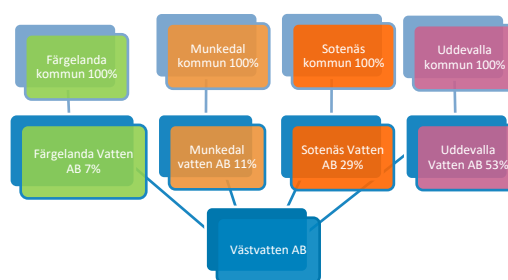 Färgelanda
kommun 100%
Munkedal
kommun 100%
Sotenäs
kommun 100%
Uddevalla
kommun 100%
Färgelanda Vatten
AB 7%
Munkedal
vatten AB 11%
Sotenäs Vatten
AB 29%
Uddevalla
Vatten AB 53%
Västvatten AB